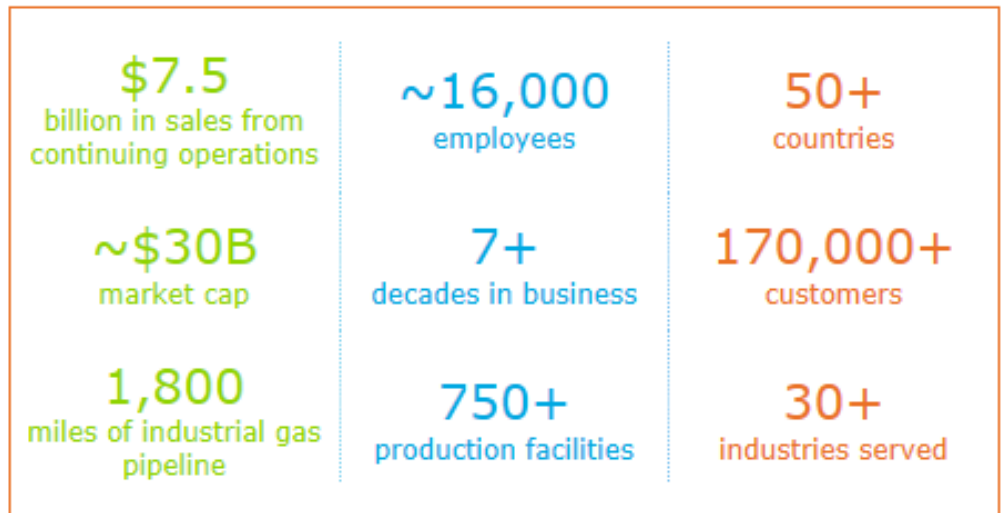 $7.5
billion in sales from
continuing operations
~16,000
employees
50+
countries
~$30B
market cap
7+
decades in business
170,000+
customers
1,800
miles of industrial gas
pipeline
750+
production facilities
30+
industries served